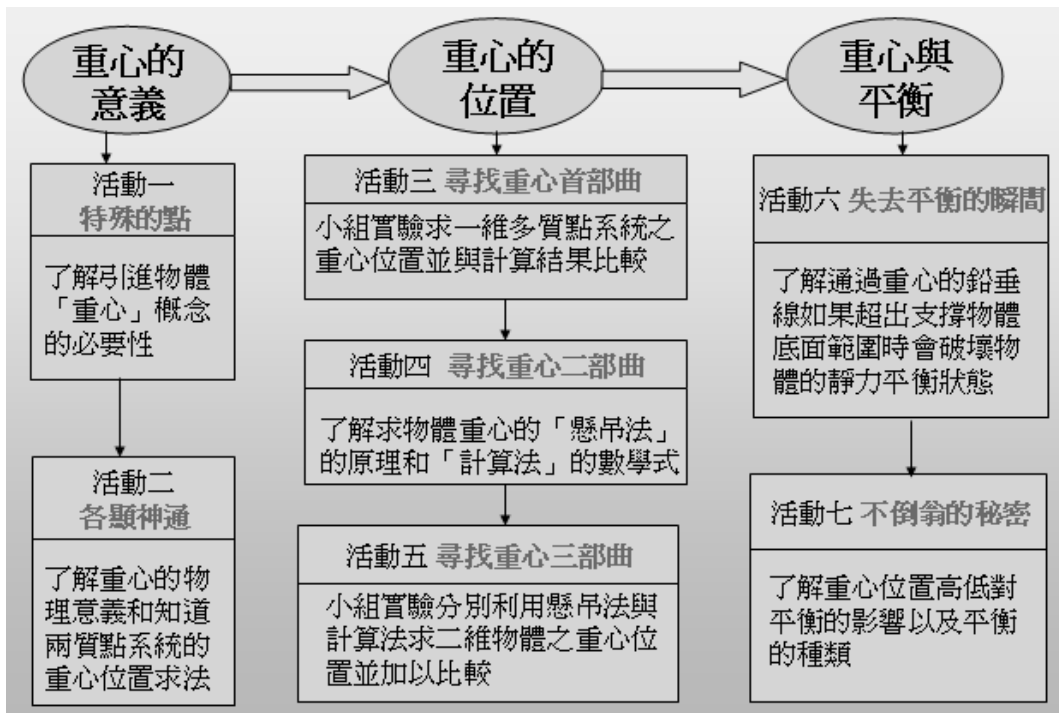 重心的
意義
重心的
位置
重心與
平衡
活動一
特殊的點
了解引進物體
「重心」概念
的必要性
活動二
各顯神通
了解重心的物
理意義和知道
兩質點系統的
重心位置求法
活動三 尋找重心首部曲
小組實驗求一維多質點系統之
重心位置並與計算結果比較
活動四 尋找重心二部曲
了解求物體重心的「懸吊法」
的原理和「計算法」的數學式
活動五 尋找重心三部曲
小組實驗分別利用懸吊法與
計算法求二維物體之重心位
置並加以比較
活動六 失去平衡的瞬間
了解通過重心的鉛垂
線如果超出支撐物體
底面範圍時會破壞物
體的靜力平衡狀態
活動七 不倒翁的秘密
了解重心位置高低對
平衡的影響以及平衡
的種類